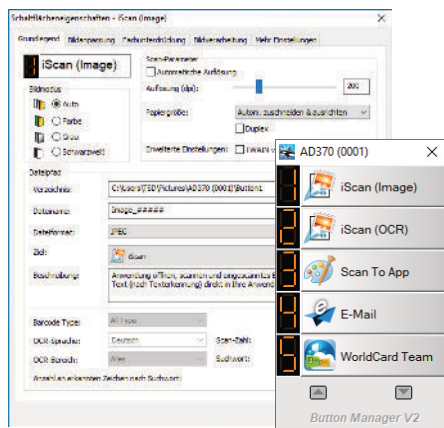 Schaltflächeneigenschaften - iScan (Image)
Grundlegend Bildanpassung Farbunterdrückung Bildverarbeitung Mehr Einstellungen
iScan (Image)
Scan-Parameter
Automatische Auflösung
Auflösung (dpi): 200
Bildmodus
Auto
Farbe
Grau
Schwarzweiß
Papiergröße: Autom. zuschneiden & ausrichten
Duplex
Erweiterte Einstellungen: TWAIN
Dateipfad
Verzeichnis: C:\Users\TED\Pictures\AD370 (0001)\Button1
Dateiname: Image_#####
Dateiformat: JPEG
Ziel: iScan
Beschreibung: Anwendung öffnen, scannen und eingescanntes
Text (nach Texterkennung) direkt in Ihre
Barcode Type: All Type
OCR-Sprache: Deutsch Scan-Zahl:
OCR-Bereich: Alles Suchwort:
Anzahl an erkannten Zeichen nach Suchwort:
AD370 (0001)
1 iScan (Image)
2 iScan (OCR)
3 Scan To App
4 E-Mail
5 WorldCard Team
Button Manager V2